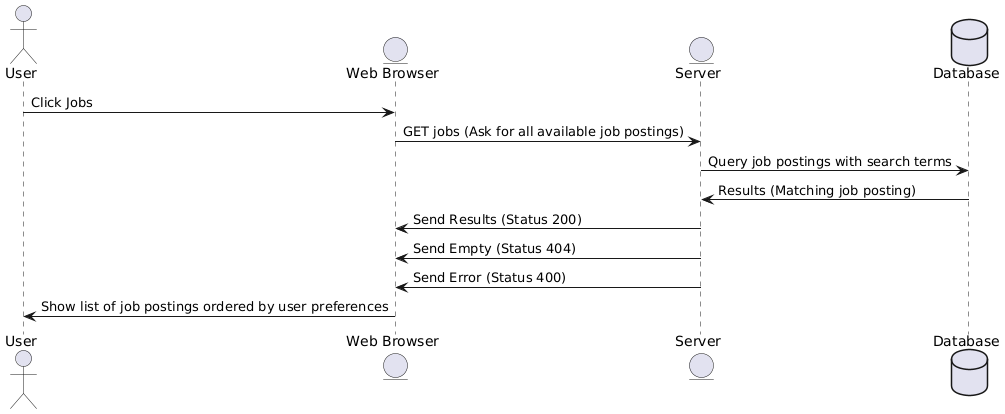 User
Web Browser
Server
Database
Click Jobs
GET jobs (Ask for all available job postings)
Query job postings with search terms
Results (Matching job posting)
Send Results (Status 200)
Send Empty (Status 404)
Send Error (Status 400)
Show list of job postings ordered by user preferences
User
Web Browser
Server
Database